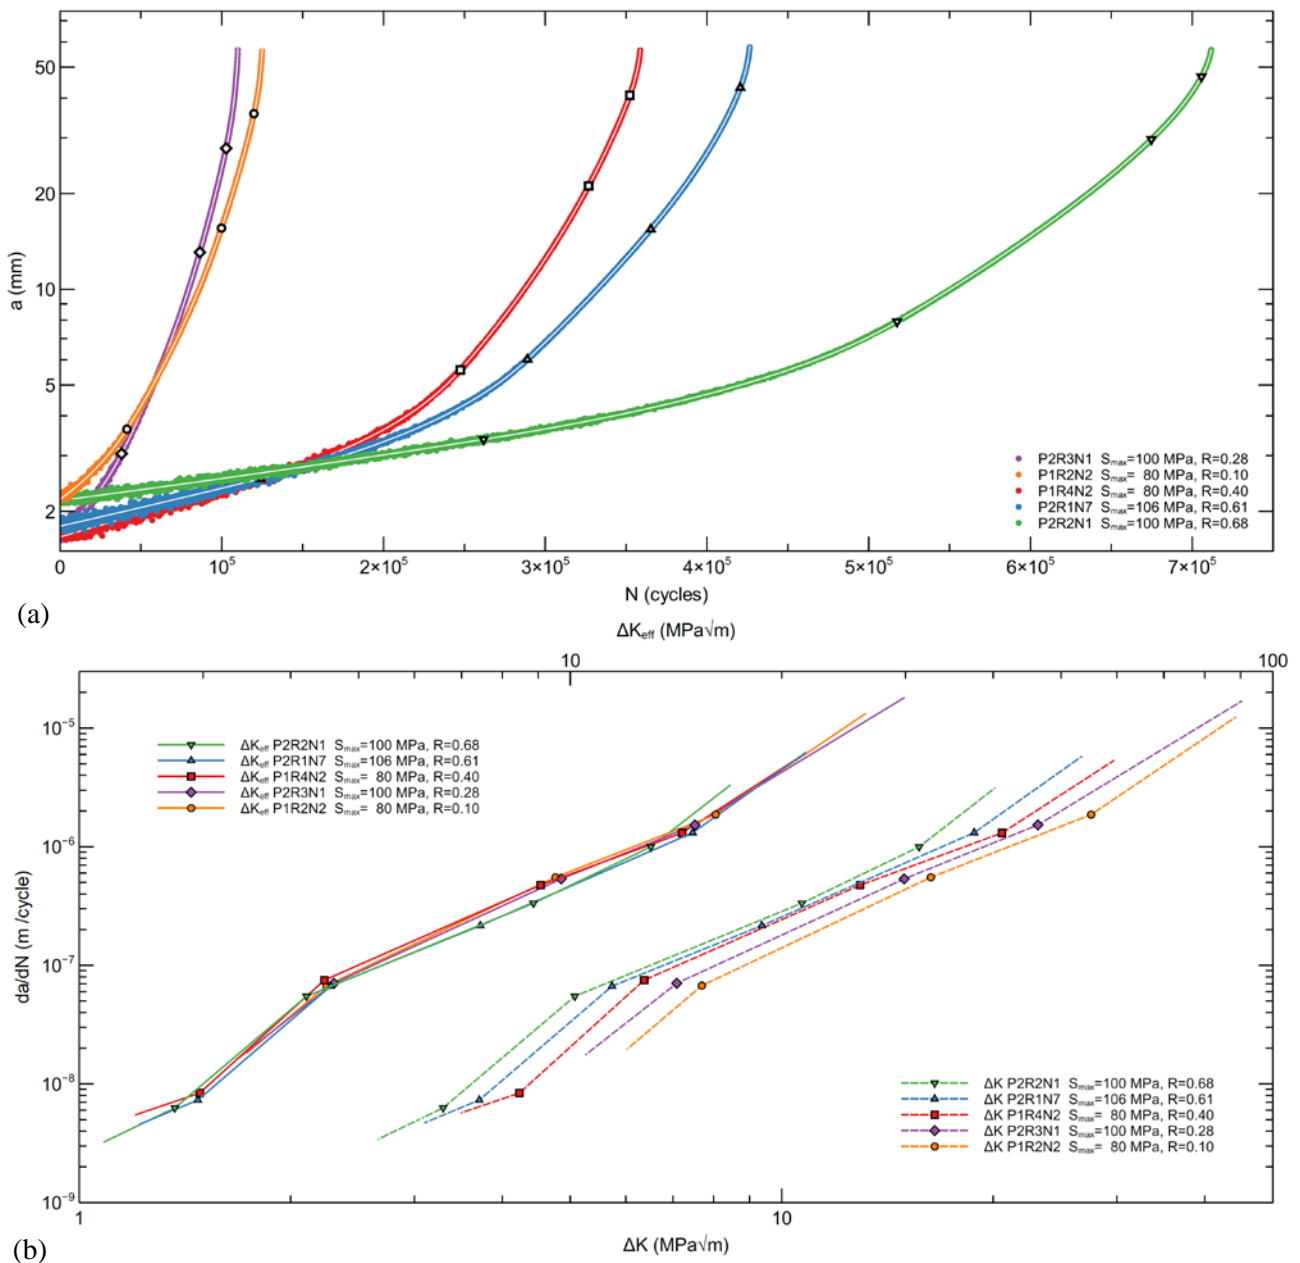 (a)
a (mm)
50
20
10
5
2
P2R3N1 Sₘₐₓ=100 MPa, R=0.28
P1R2N2 Sₘₐₓ= 80 MPa, R=0.10
P1R4N2 Sₘₐₓ= 80 MPa, R=0.40
P2R1N7 Sₘₐₓ=106 MPa, R=0.61
P2R2N1 Sₘₐₓ=100 MPa, R=0.68
0 10⁵ 2×10⁵ 3×10⁵ 4×10⁵ 5×10⁵ 6×10⁵ 7×10⁵
N (cycles)
(a)
ΔKeff (MPa√m)
10 100
10⁻⁵
10⁻⁶
10⁻⁷
10⁻⁸
10⁻⁹
da/dN (m /cycle)
ΔKeff P2R2N1 Sₘₐₓ=100 MPa, R=0.68
ΔKeff P2R1N7 Sₘₐₓ=106 MPa, R=0.61
ΔKeff P1R4N2 Sₘₐₓ= 80 MPa, R=0.40
ΔKeff P2R3N1 Sₘₐₓ=100 MPa, R=0.28
ΔKeff P1R2N2 Sₘₐₓ= 80 MPa, R=0.10
ΔK P2R2N1 Sₘₐₓ=100 MPa, R=0.68
ΔK P2R1N7 Sₘₐₓ=106 MPa, R=0.61
ΔK P1R4N2 Sₘₐₓ= 80 MPa, R=0.40
ΔK P2R3N1 Sₘₐₓ=100 MPa, R=0.28
ΔK P1R2N2 Sₘₐₓ= 80 MPa, R=0.10
1 10
ΔK (MPa√m)
(b)